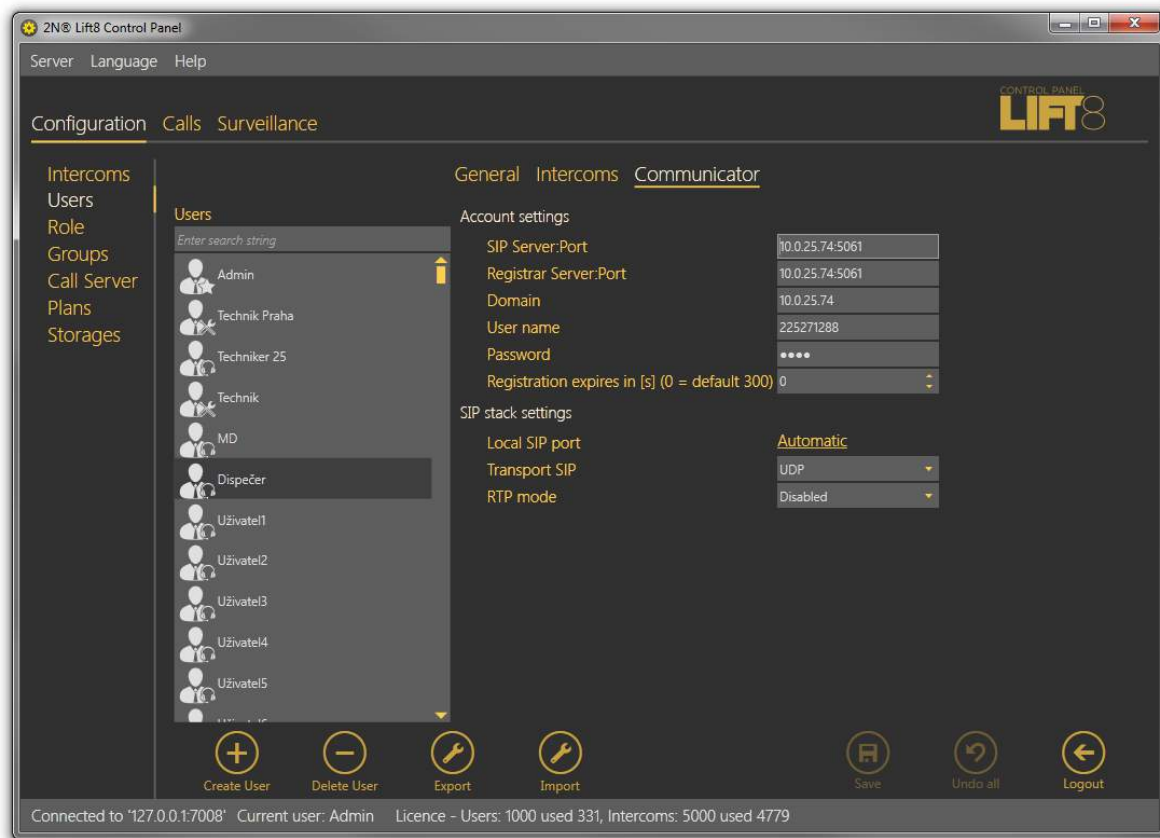 2N® Lift8 Control Panel
Server Language Help
CONTROL PANEL
LIFT8
Configuration Calls Surveillance
Intercoms
Users
Role
Groups
Call Server
Plans
Storages
Users
Enter search string
Admin
Technik Praha
Techniker 25
Technik
MD
Dispečer
Uživatel1
Uživatel2
Uživatel3
Uživatel4
Uživatel5
General Intercoms Communicator
Account settings
SIP Server:Port 10.0.25.74:5061
Registrar Server:Port 10.0.25.74:5061
Domain 10.0.25.74
User name 225271288
Password ••••
Registration expires in [s] (0 = default 300) 0
SIP stack settings
Local SIP port Automatic
Transport SIP UDP
RTP mode Disabled
Create User Delete User Export Import Save Undo all Logout
Connected to '127.0.0.1:7008' Current user: Admin Licence - Users: 1000 used 331, Intercoms: 5000 used 4779